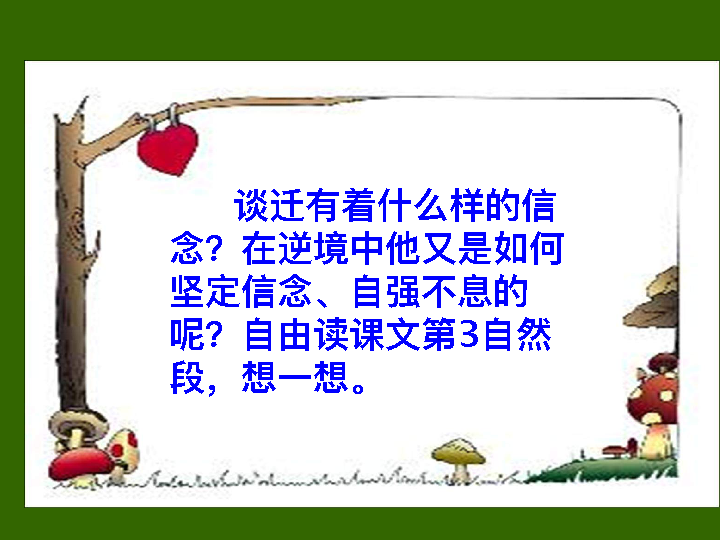 谈迁有着什么样的信
念？在逆境中他又是如何
坚定信念、自强不息的
呢？自由读课文第3自然
段，想一想。